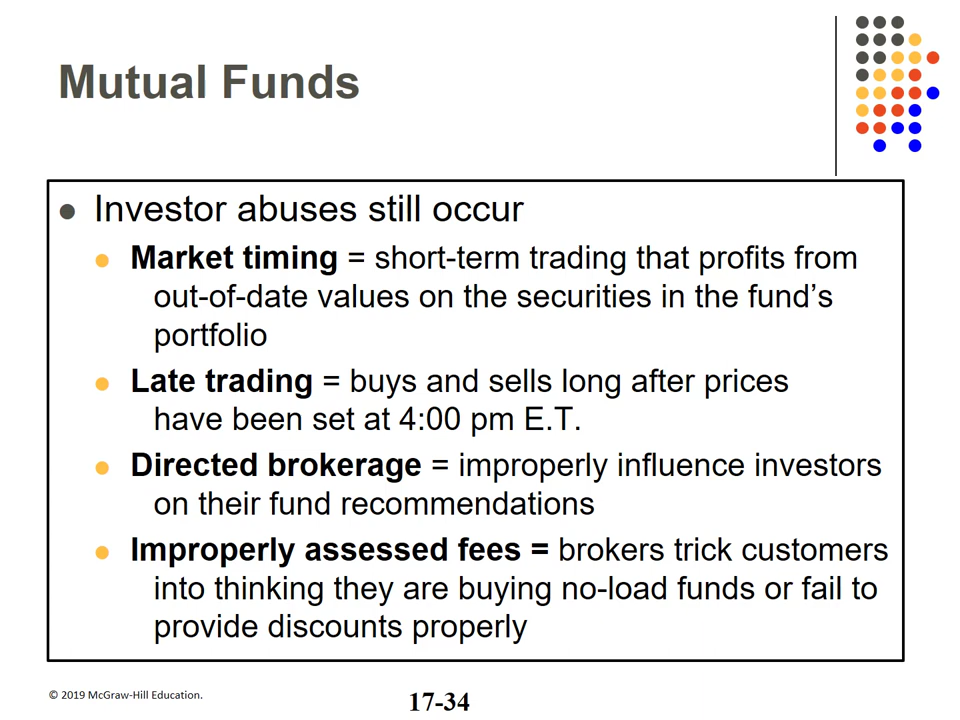 Mutual Funds
Investor abuses still occur
Market timing = short-term trading that profits from
out-of-date values on the securities in the fund’s
portfolio
Late trading = buys and sells long after prices
have been set at 4:00 pm E.T.
Directed brokerage = improperly influence investors
on their fund recommendations
Improperly assessed fees = brokers trick customers
into thinking they are buying no-load funds or fail to
provide discounts properly
© 2019 McGraw-Hill Education.
17-34